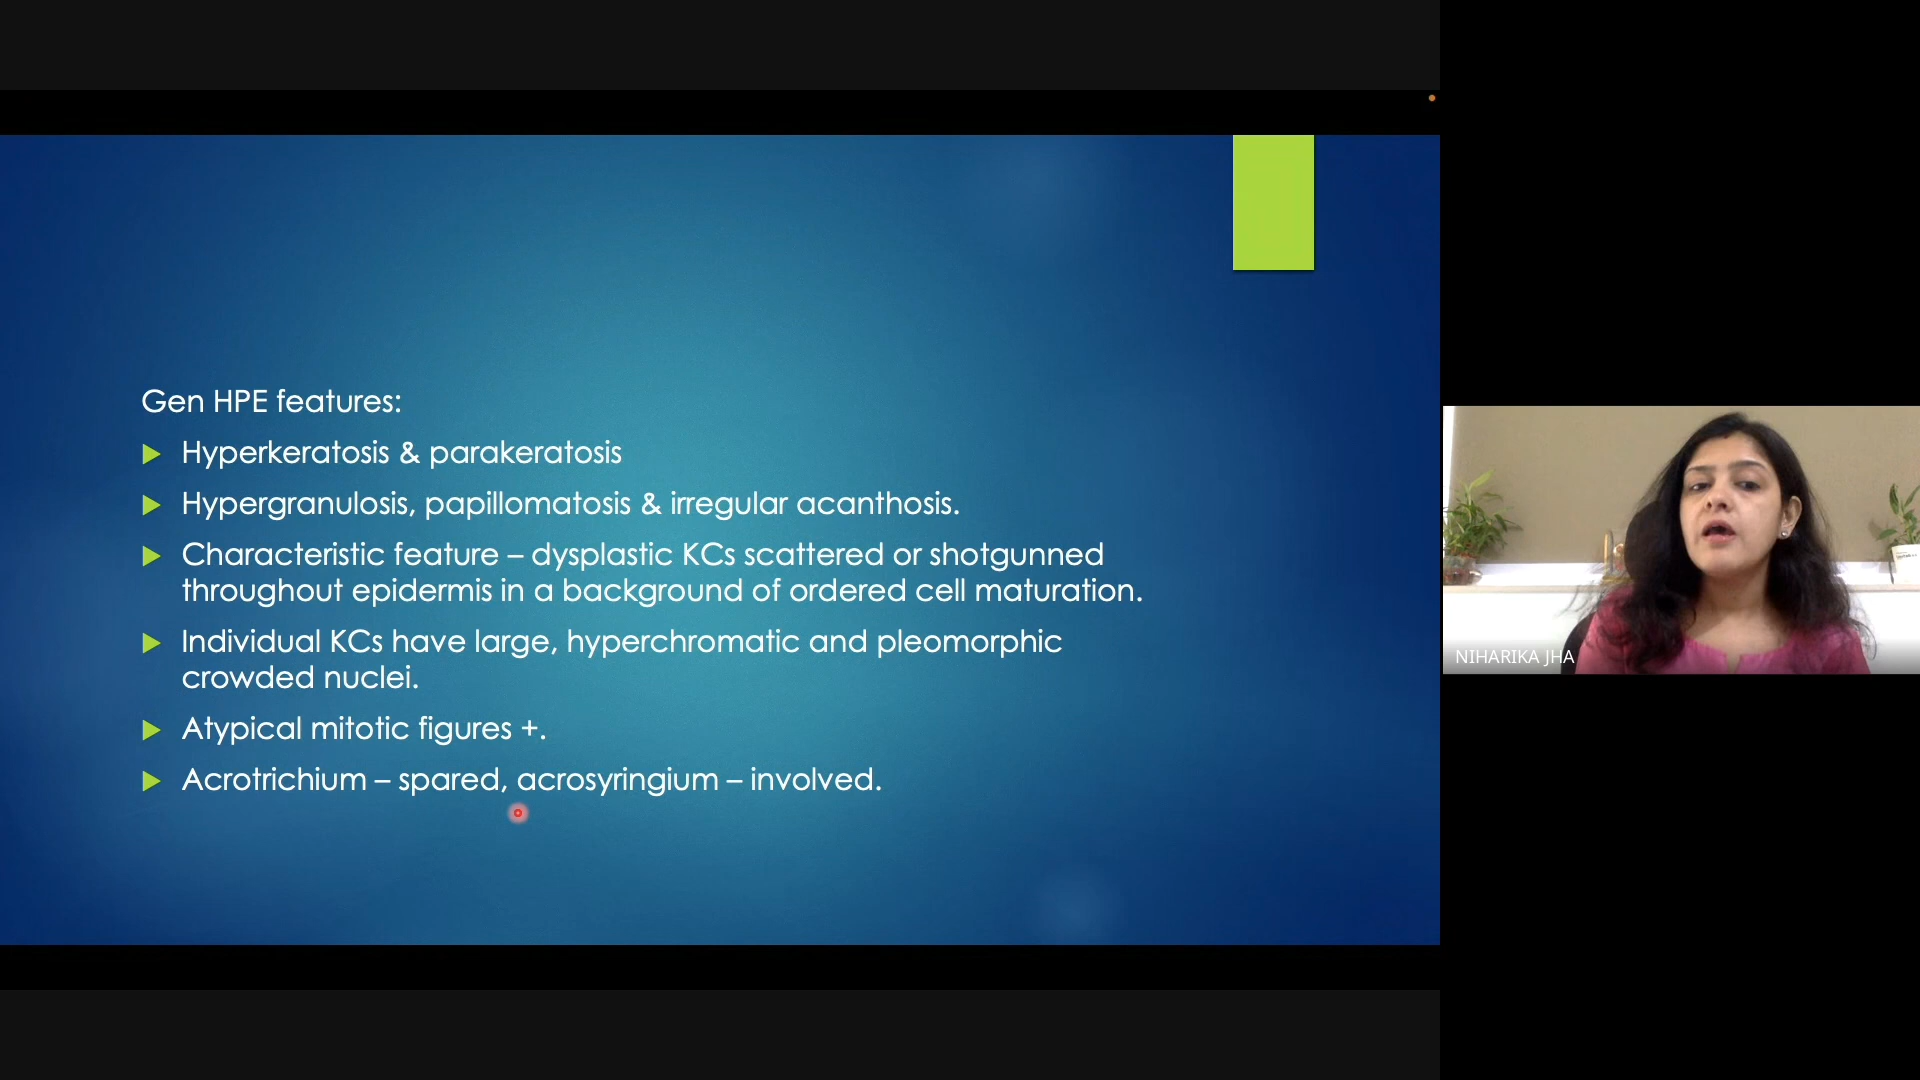 Gen HPE features:
Hyperkeratosis & parakeratosis
Hypergranulosis, papillomatosis & irregular acanthosis.
Characteristic feature – dysplastic KCs scattered or shotgunned
throughout epidermis in a background of ordered cell maturation.
Individual KCs have large, hyperchromatic and pleomorphic
crowded nuclei.
Atypical mitotic figures +.
Acrotrichium – spared, acrosyringium – involved.
NIHARIKA JHA